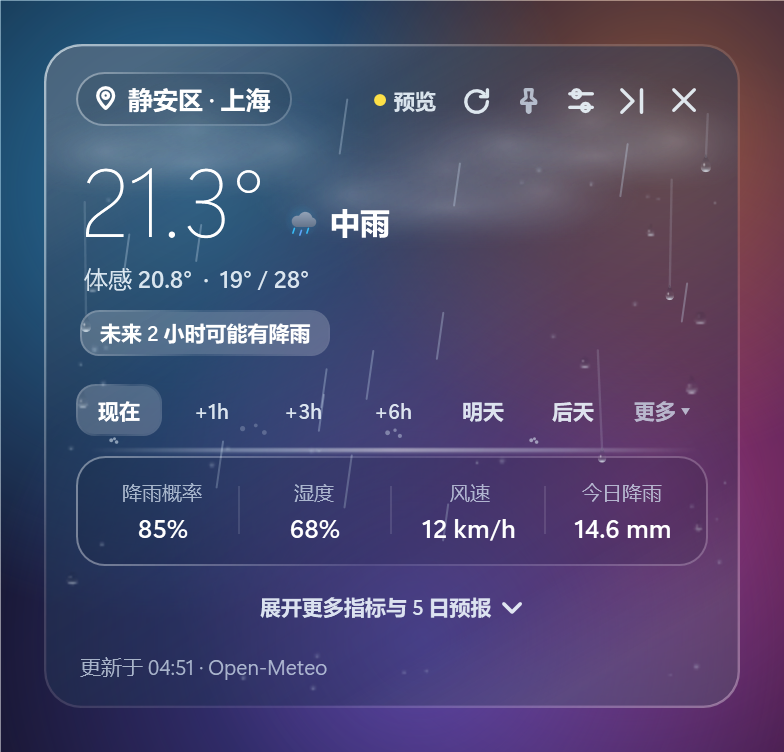 静安区 · 上海
预览
21.3°
中雨
体感 20.8° · 19° / 28°
未来 2 小时可能有降雨
现在 +1h +3h +6h 明天 后天 更多
降雨概率 湿度 风速 今日降雨
85% 68% 12 km/h 14.6 mm
展开更多指标与 5 日预报
更新于 04:51 · Open-Meteo